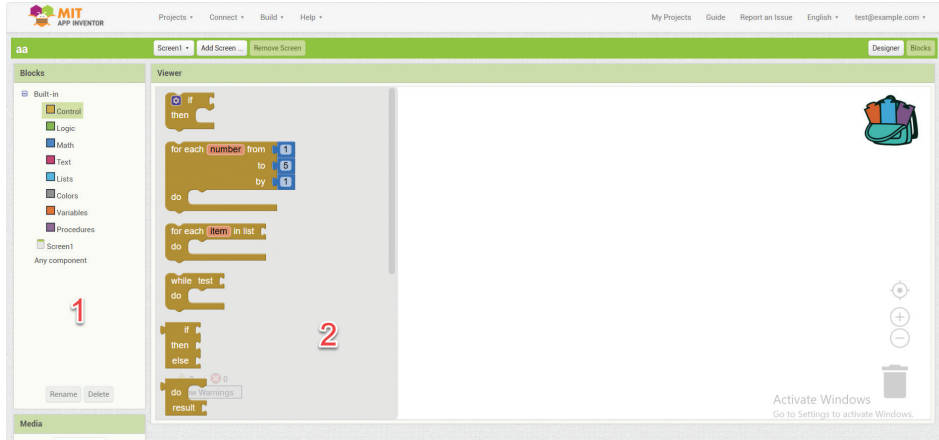 MIT
APP INVENTOR
Projects Connect Build Help
My Projects Guide Report an Issue English test@example.com
aa
Screen1 Add Screen ... Remove Screen
Designer Blocks
Blocks
Viewer
Built-in
Control
Logic
Math
Text
Lists
Colors
Variables
Procedures
Screen1
Any component
1
Rename Delete
Media
if
then
for each number from 1
to 5
by 1
do
for each item in list
do
while test
do
if
then
else
2
0
do Warnings
result
Activate Windows
Go to Settings to activate Windows.